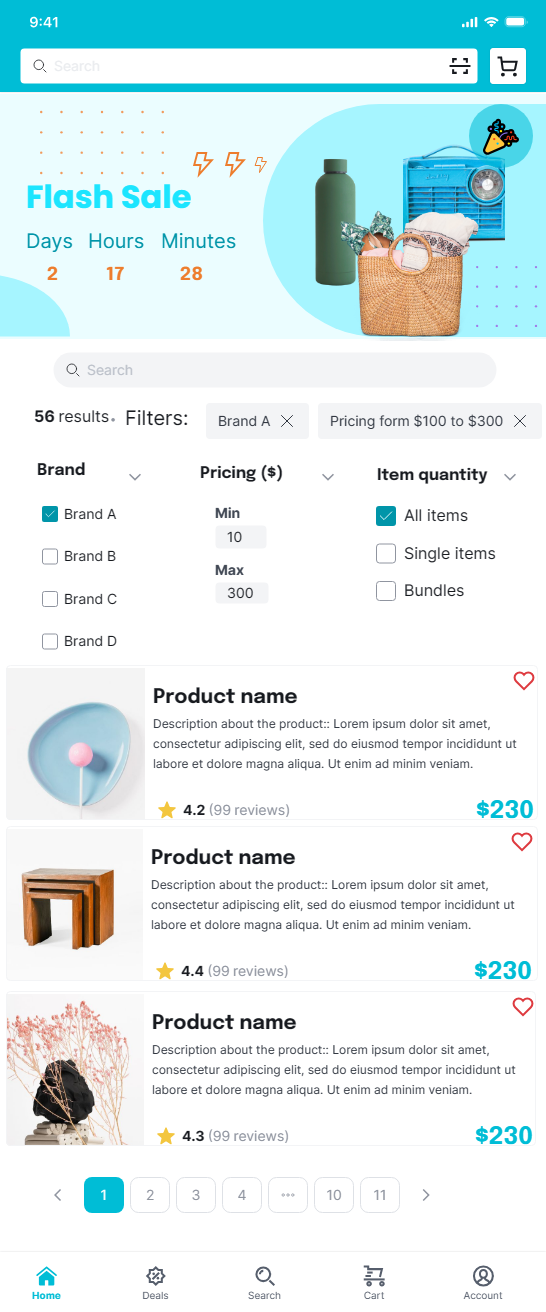 9:41
Search
Flash Sale
Days Hours Minutes
2 17 28
Search
56 results. Filters: Brand A Pricing form $100 to $300
Brand Pricing ($) Item quantity
Brand A
Brand B
Brand C
Brand D
Min
10
Max
300
All items
Single items
Bundles
Product name
Description about the product:: Lorem ipsum dolor sit amet,
consectetur adipiscing elit, sed do eiusmod tempor incididunt ut
labore et dolore magna aliqua. Ut enim ad minim veniam.
4.2 (99 reviews) $230
Product name
Description about the product:: Lorem ipsum dolor sit amet,
consectetur adipiscing elit, sed do eiusmod tempor incididunt ut
labore et dolore magna aliqua. Ut enim ad minim veniam.
4.4 (99 reviews) $230
Product name
Description about the product:: Lorem ipsum dolor sit amet,
consectetur adipiscing elit, sed do eiusmod tempor incididunt ut
labore et dolore magna aliqua. Ut enim ad minim veniam.
4.3 (99 reviews) $230
1 2 3 4 ••• 10 11
Home Deals Search Cart Account